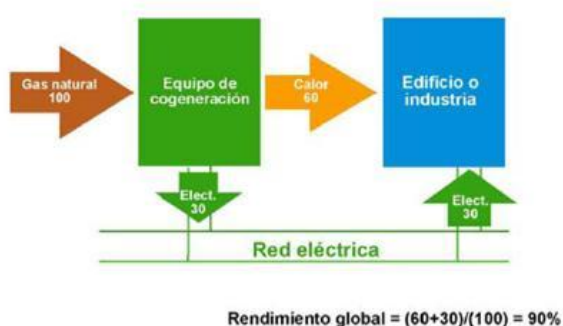 Gas natural
100
Equipo de
cogeneración
Calor
60
Edificio o
industria
Elect.
30
Elect.
30
Red eléctrica
Rendimiento global = (60+30)/(100) = 90%